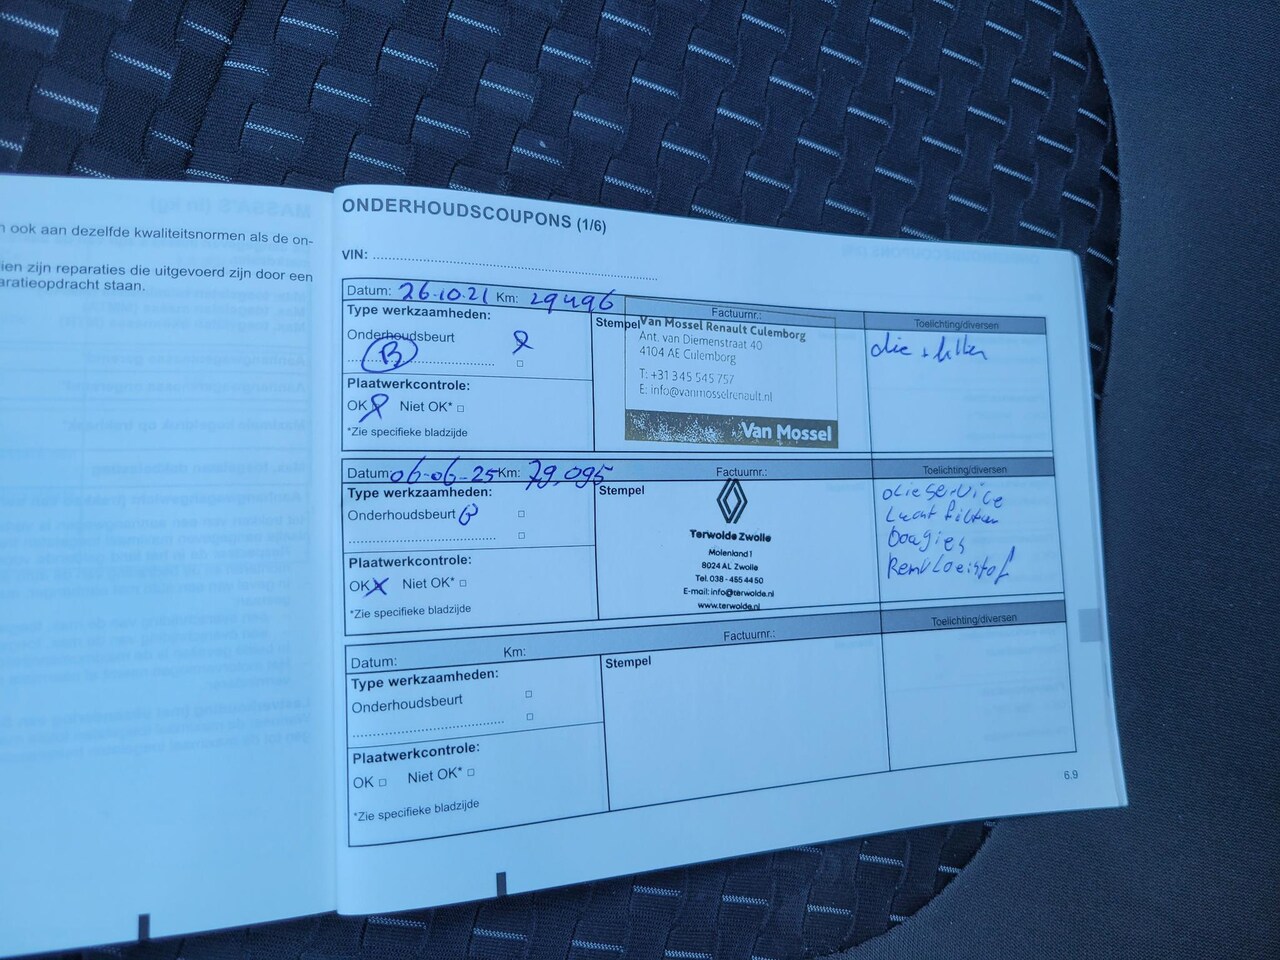 n ook aan dezelfde kwaliteitsnormen als de on-
ien zijn reparaties die uitgevoerd zijn door een
aratieopdracht staan.
ONDERHOUDSCOUPONS (1/6)
VIN:
Datum: 26-10-21 Km: 29496 Factuurnr.: Toelichting/diversen
Type werkzaamheden:
Onderhoudsbeurt
B
Plaatwerkcontrole:
OK Niet OK*
*Zie specifieke bladzijde
Stempel
Van Mossel Renault Culemborg
Ant. van Diemenstraat 40
4104 AE Culemborg
T: +31 345 545 757
E: info@vanmosselrenault.nl
Van Mossel
olie + filter
Datum: 06-06-25 Km: 79,095 Factuurnr.: Toelichting/diversen
Type werkzaamheden:
Onderhoudsbeurt B
Plaatwerkcontrole:
OK Niet OK*
*Zie specifieke bladzijde
Stempel
Terwolde Zwolle
Molenland 1
8024 AL Zwolle
Tel. 038 - 455 44 50
E-mail: info@terwolde.nl
www.terwolde.nl
olieservice
Lucht filter
Bougies
Remvloeistof
Datum: Km: Factuurnr.: Toelichting/diversen
Type werkzaamheden:
Onderhoudsbeurt
Plaatwerkcontrole:
OK Niet OK*
*Zie specifieke bladzijde
Stempel
6.9